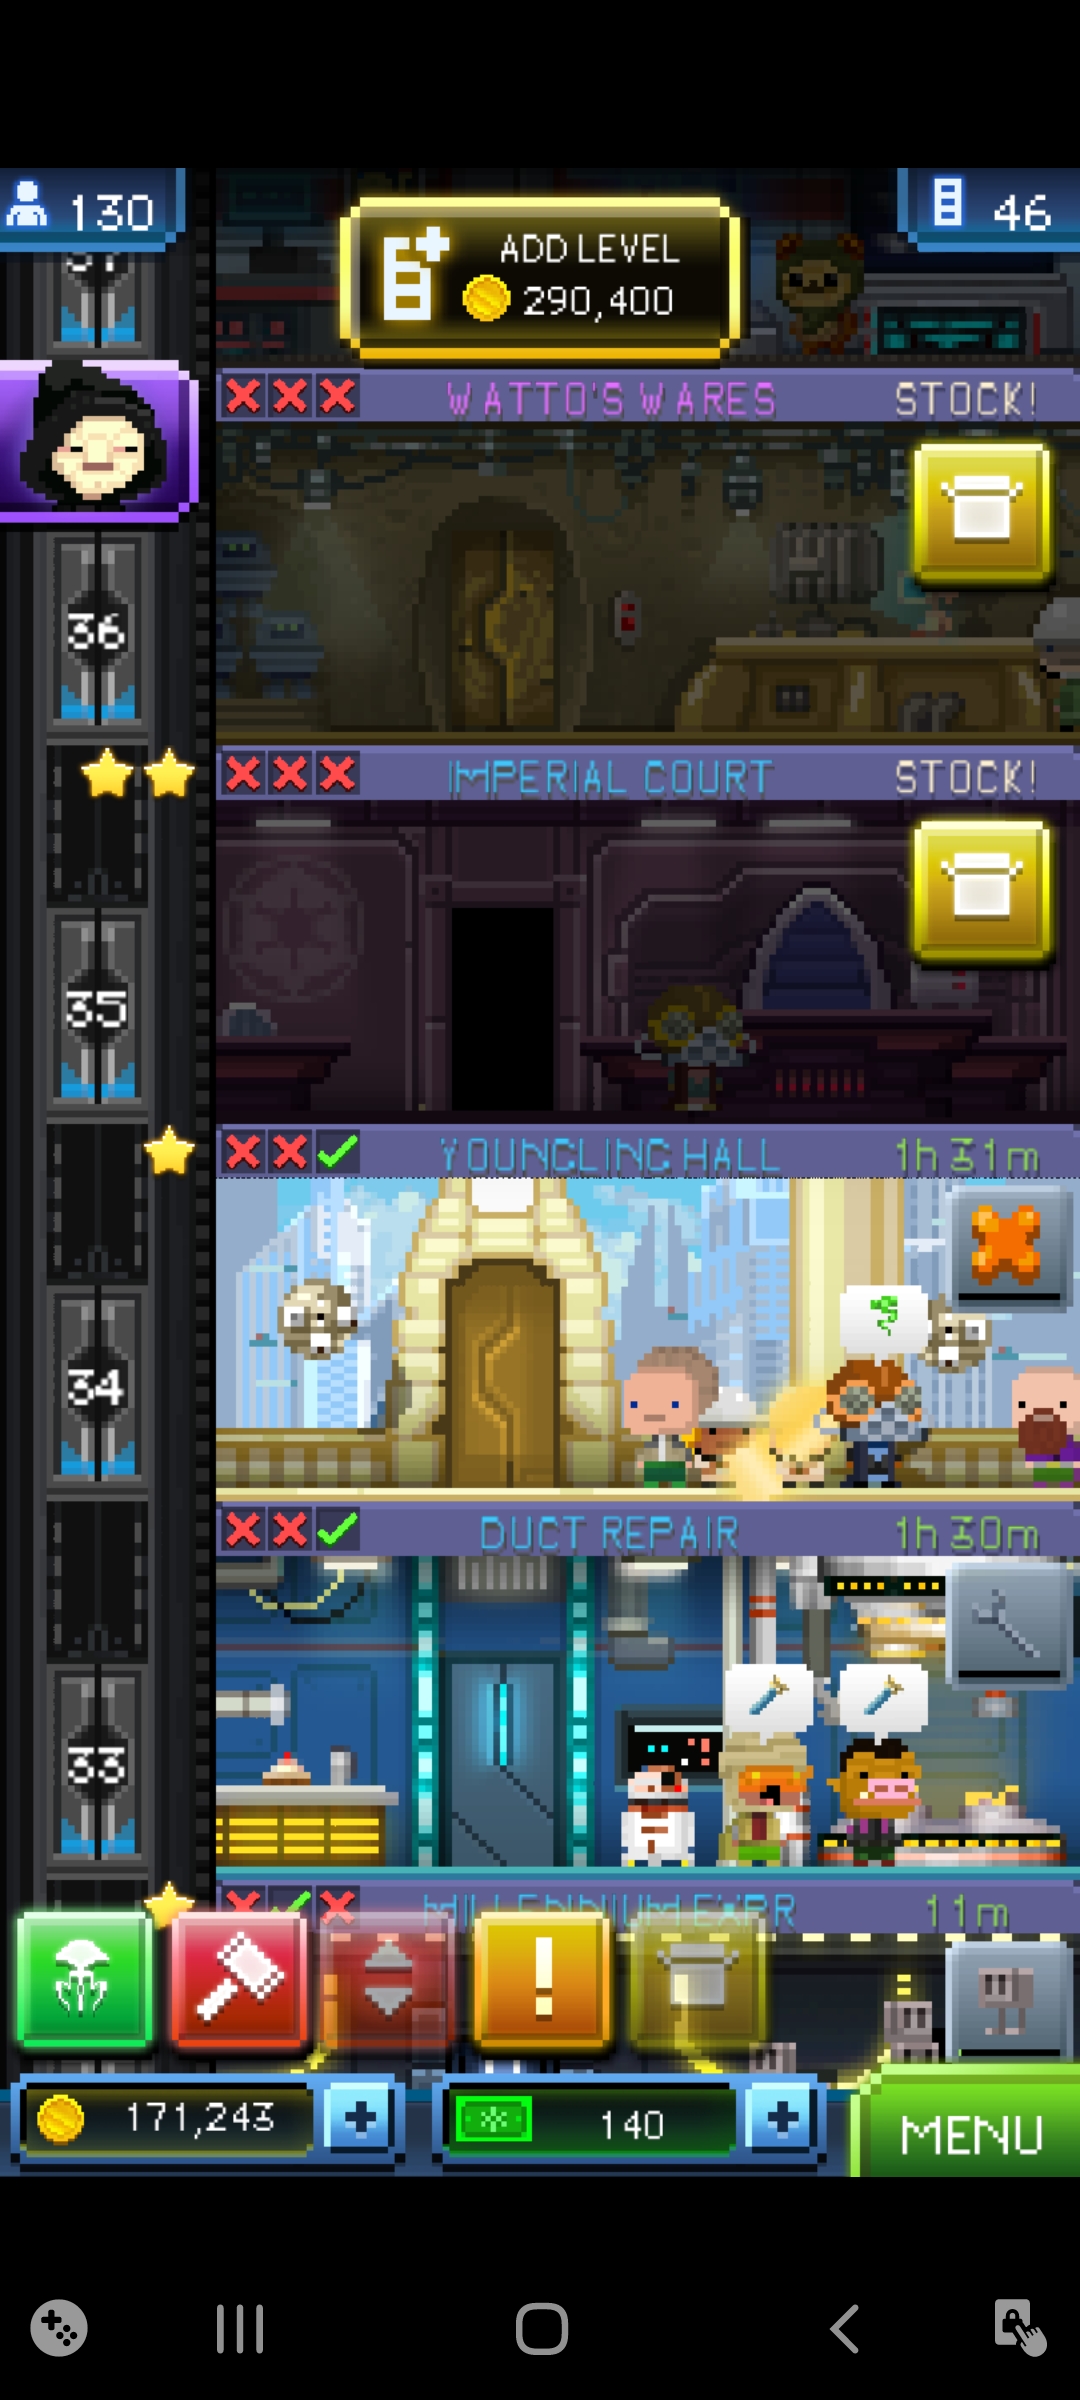 130
46
ADD LEVEL
290,400
WATTO'S WARES
STOCK!
36
IMPERIAL COURT
STOCK!
35
YOUNGLING HALL
1h 31m
34
DUCT REPAIR
1h 30m
33
11m
!
171,243
140
MENU